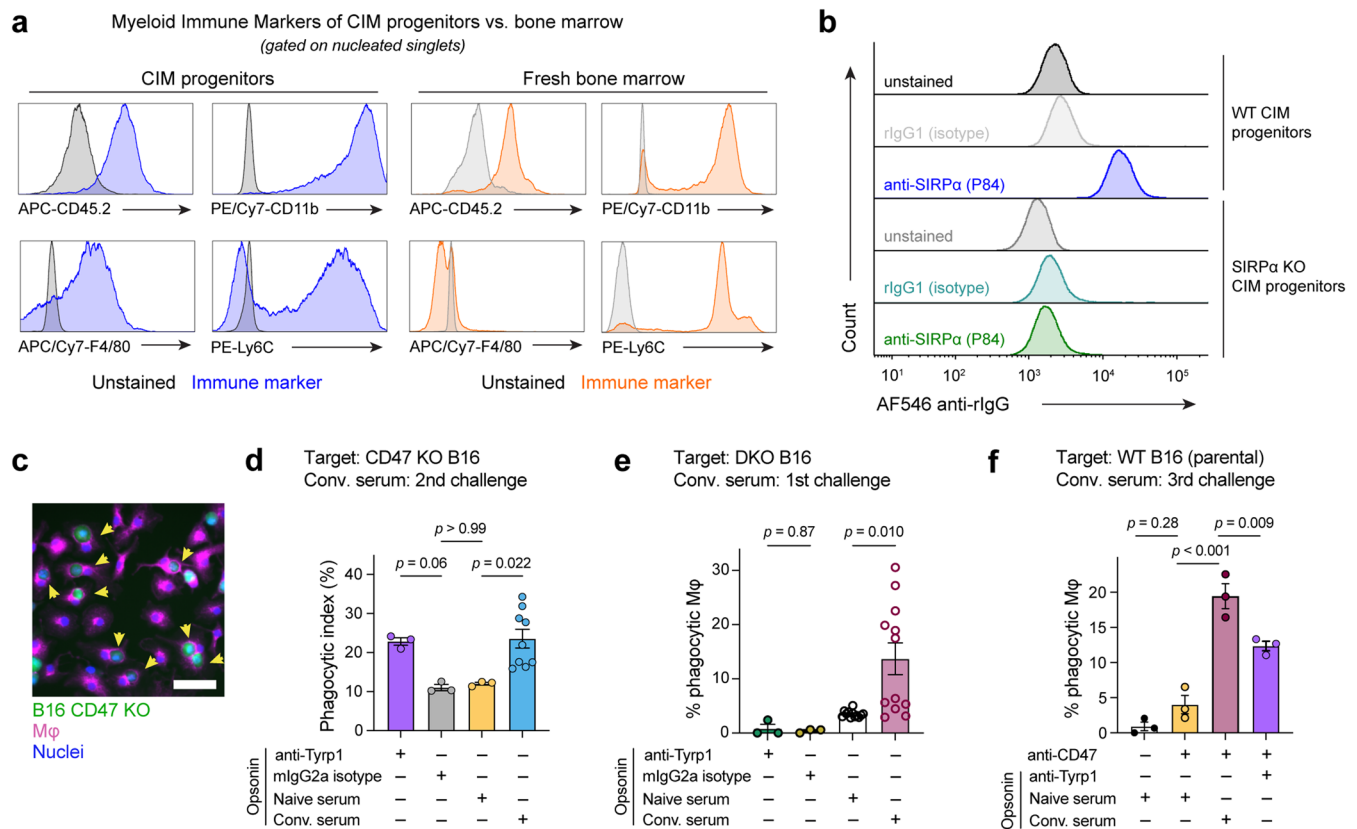 a
Myeloid Immune Markers of CIM progenitors vs. bone marrow
(gated on nucleated singlets)
CIM progenitors
Fresh bone marrow
APC-CD45.2
PE/Cy7-CD11b
APC-CD45.2
PE/Cy7-CD11b
APC/Cy7-F4/80
PE-Ly6C
APC/Cy7-F4/80
PE-Ly6C
Unstained Immune marker
Unstained Immune marker
b
Count
unstained
rIgG1 (isotype)
anti-SIRPα (P84)
unstained
rIgG1 (isotype)
anti-SIRPα (P84)
WT CIM
progenitors
SIRPα KO
CIM progenitors
10¹ 10² 10³ 10⁴ 10⁵
AF546 anti-rIgG
c
B16 CD47 KO
Mφ
Nuclei
d
Target: CD47 KO B16
Conv. serum: 2nd challenge
p > 0.99
p = 0.06
p = 0.022
Phagocytic index (%)
40
30
20
10
0
Opsonin
anti-Tyrp1 + – – –
mIgG2a isotype – + – –
Naive serum – – + –
Conv. serum – – – +
e
Target: DKO B16
Conv. serum: 1st challenge
p = 0.87
p = 0.010
% phagocytic Mφ
30
20
10
0
Opsonin
anti-Tyrp1 + – – –
mIgG2a isotype – + – –
Naive serum – – + –
Conv. serum – – – +
f
Target: WT B16 (parental)
Conv. serum: 3rd challenge
p = 0.28
p = 0.009
p < 0.001
% phagocytic Mφ
20
15
10
5
0
anti-CD47 – + + +
Opsonin
anti-Tyrp1 – – – +
Naive serum + + – –
Conv. serum – – + –